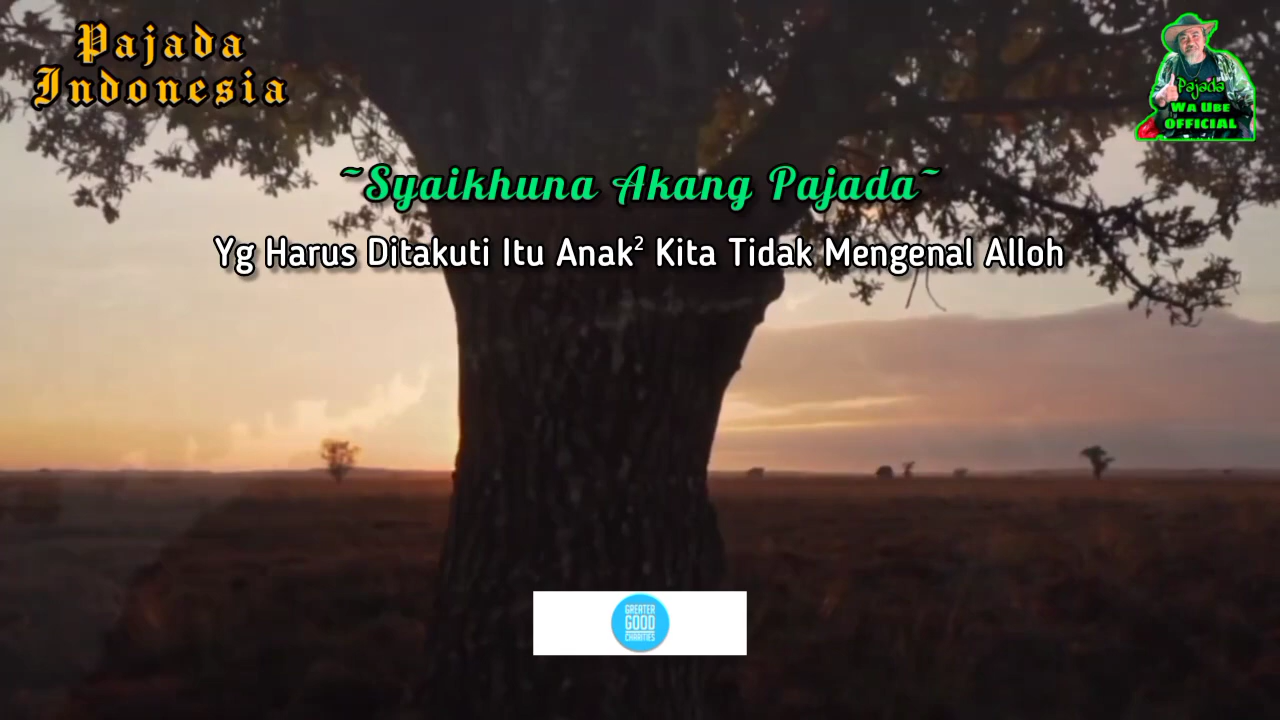 Pajada
Indonesia
Pajada
Wa Ube
OFFICIAL
~Syaikhuna Akang Pajada~
Yg Harus Ditakuti Itu Anak² Kita Tidak Mengenal Alloh
GREATER
GOOD
CHARITIES